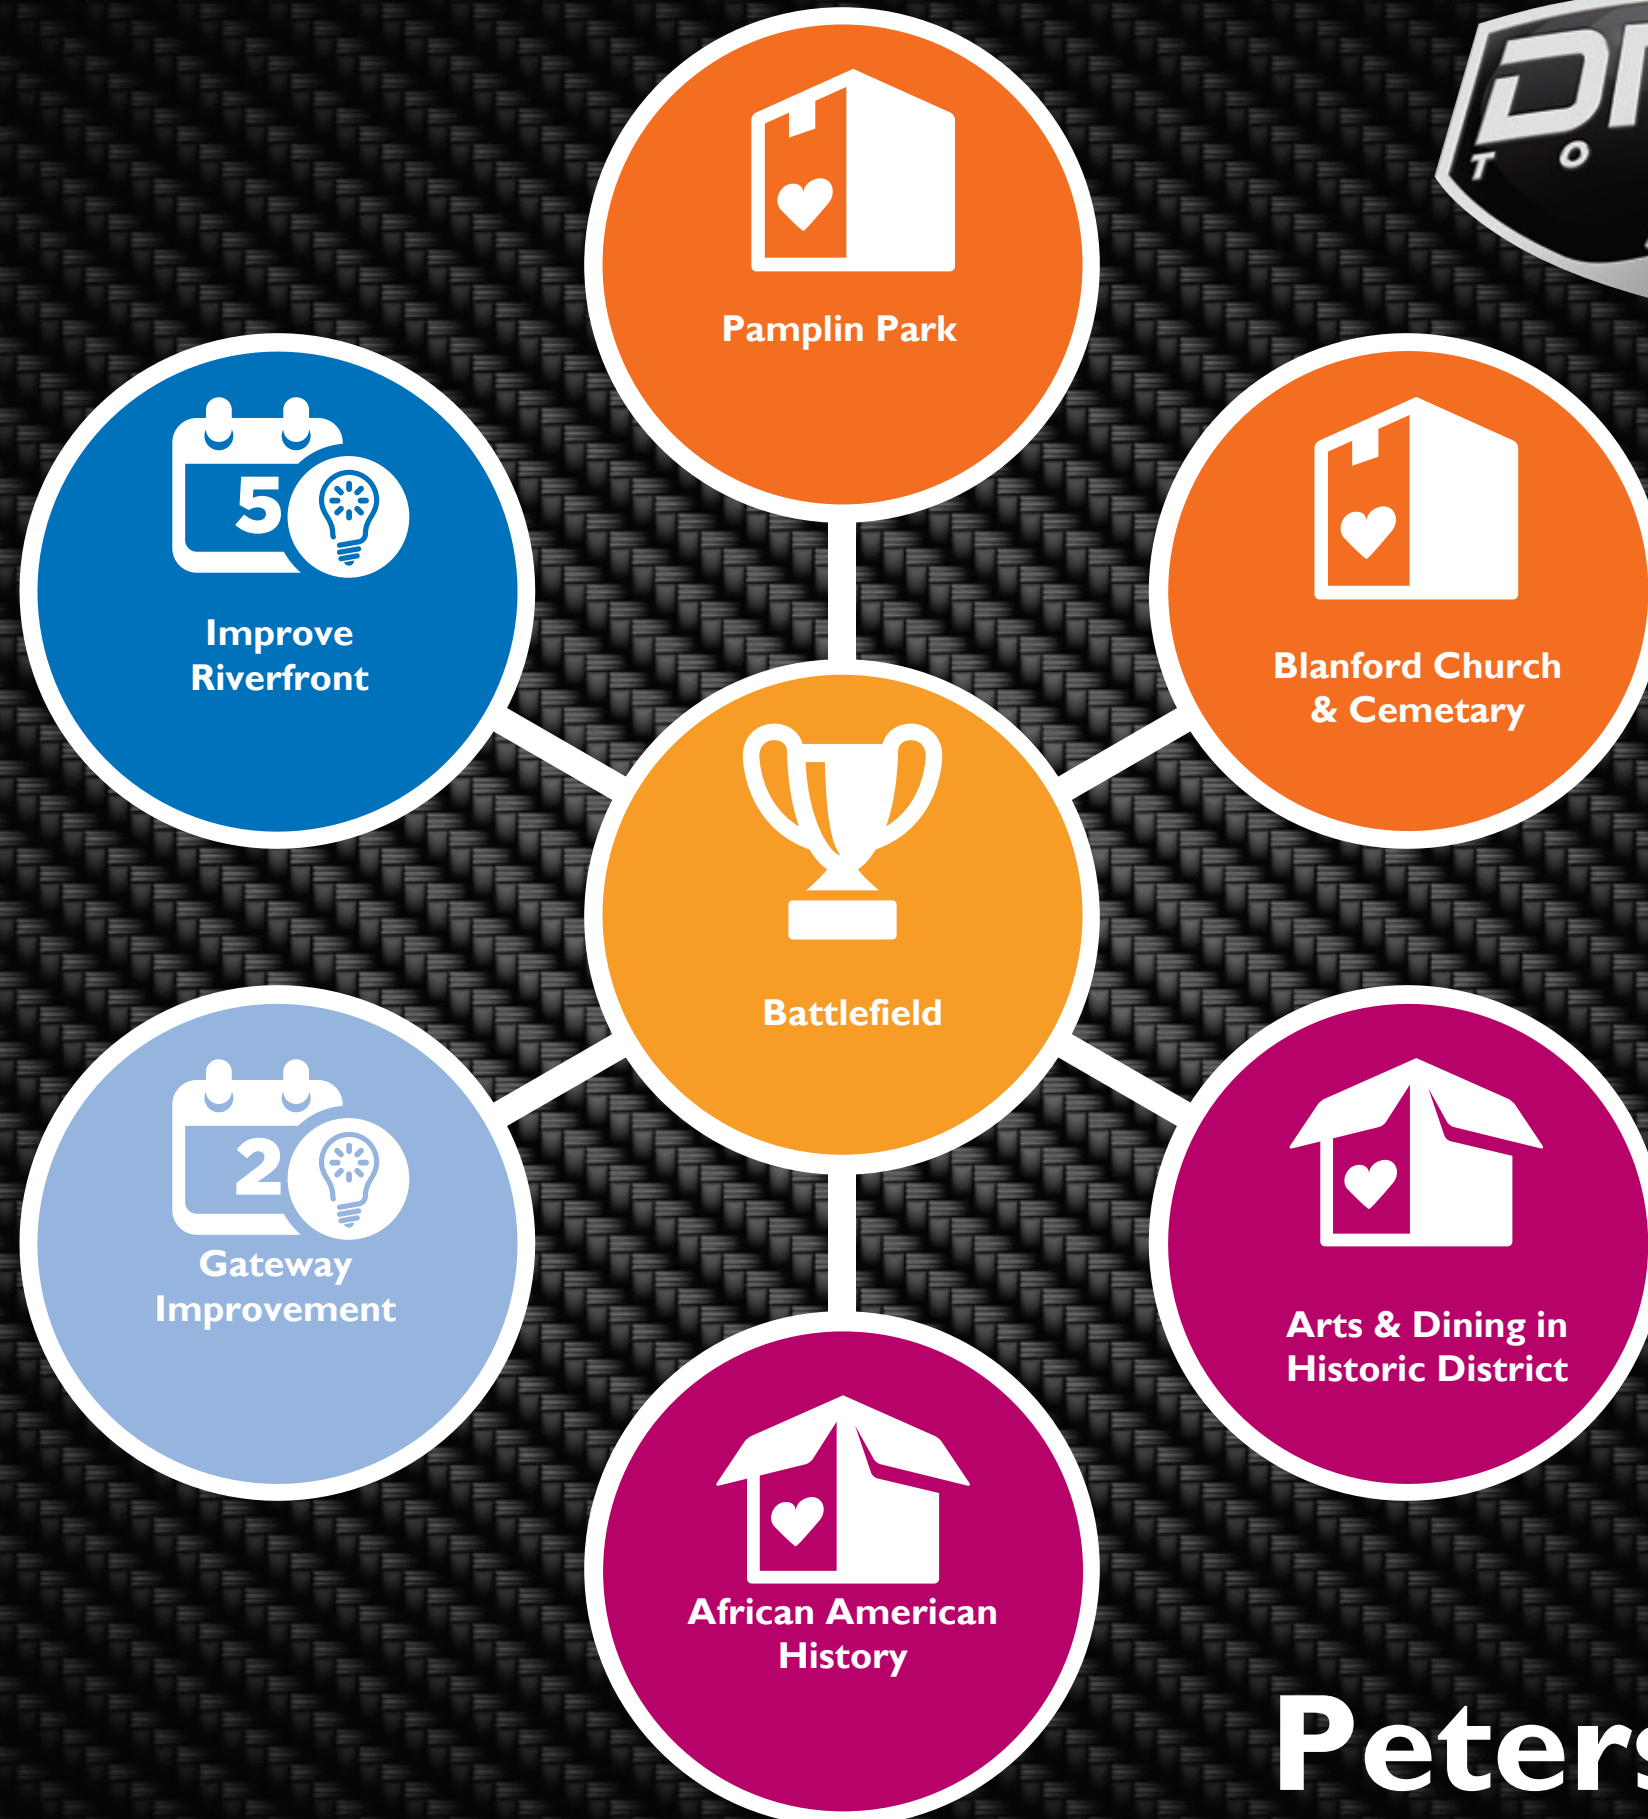 Pamplin Park
5
Improve
Riverfront
Blanford Church
& Cemetary
Battlefield
2
Gateway
Improvement
Arts & Dining in
Historic District
African American
History